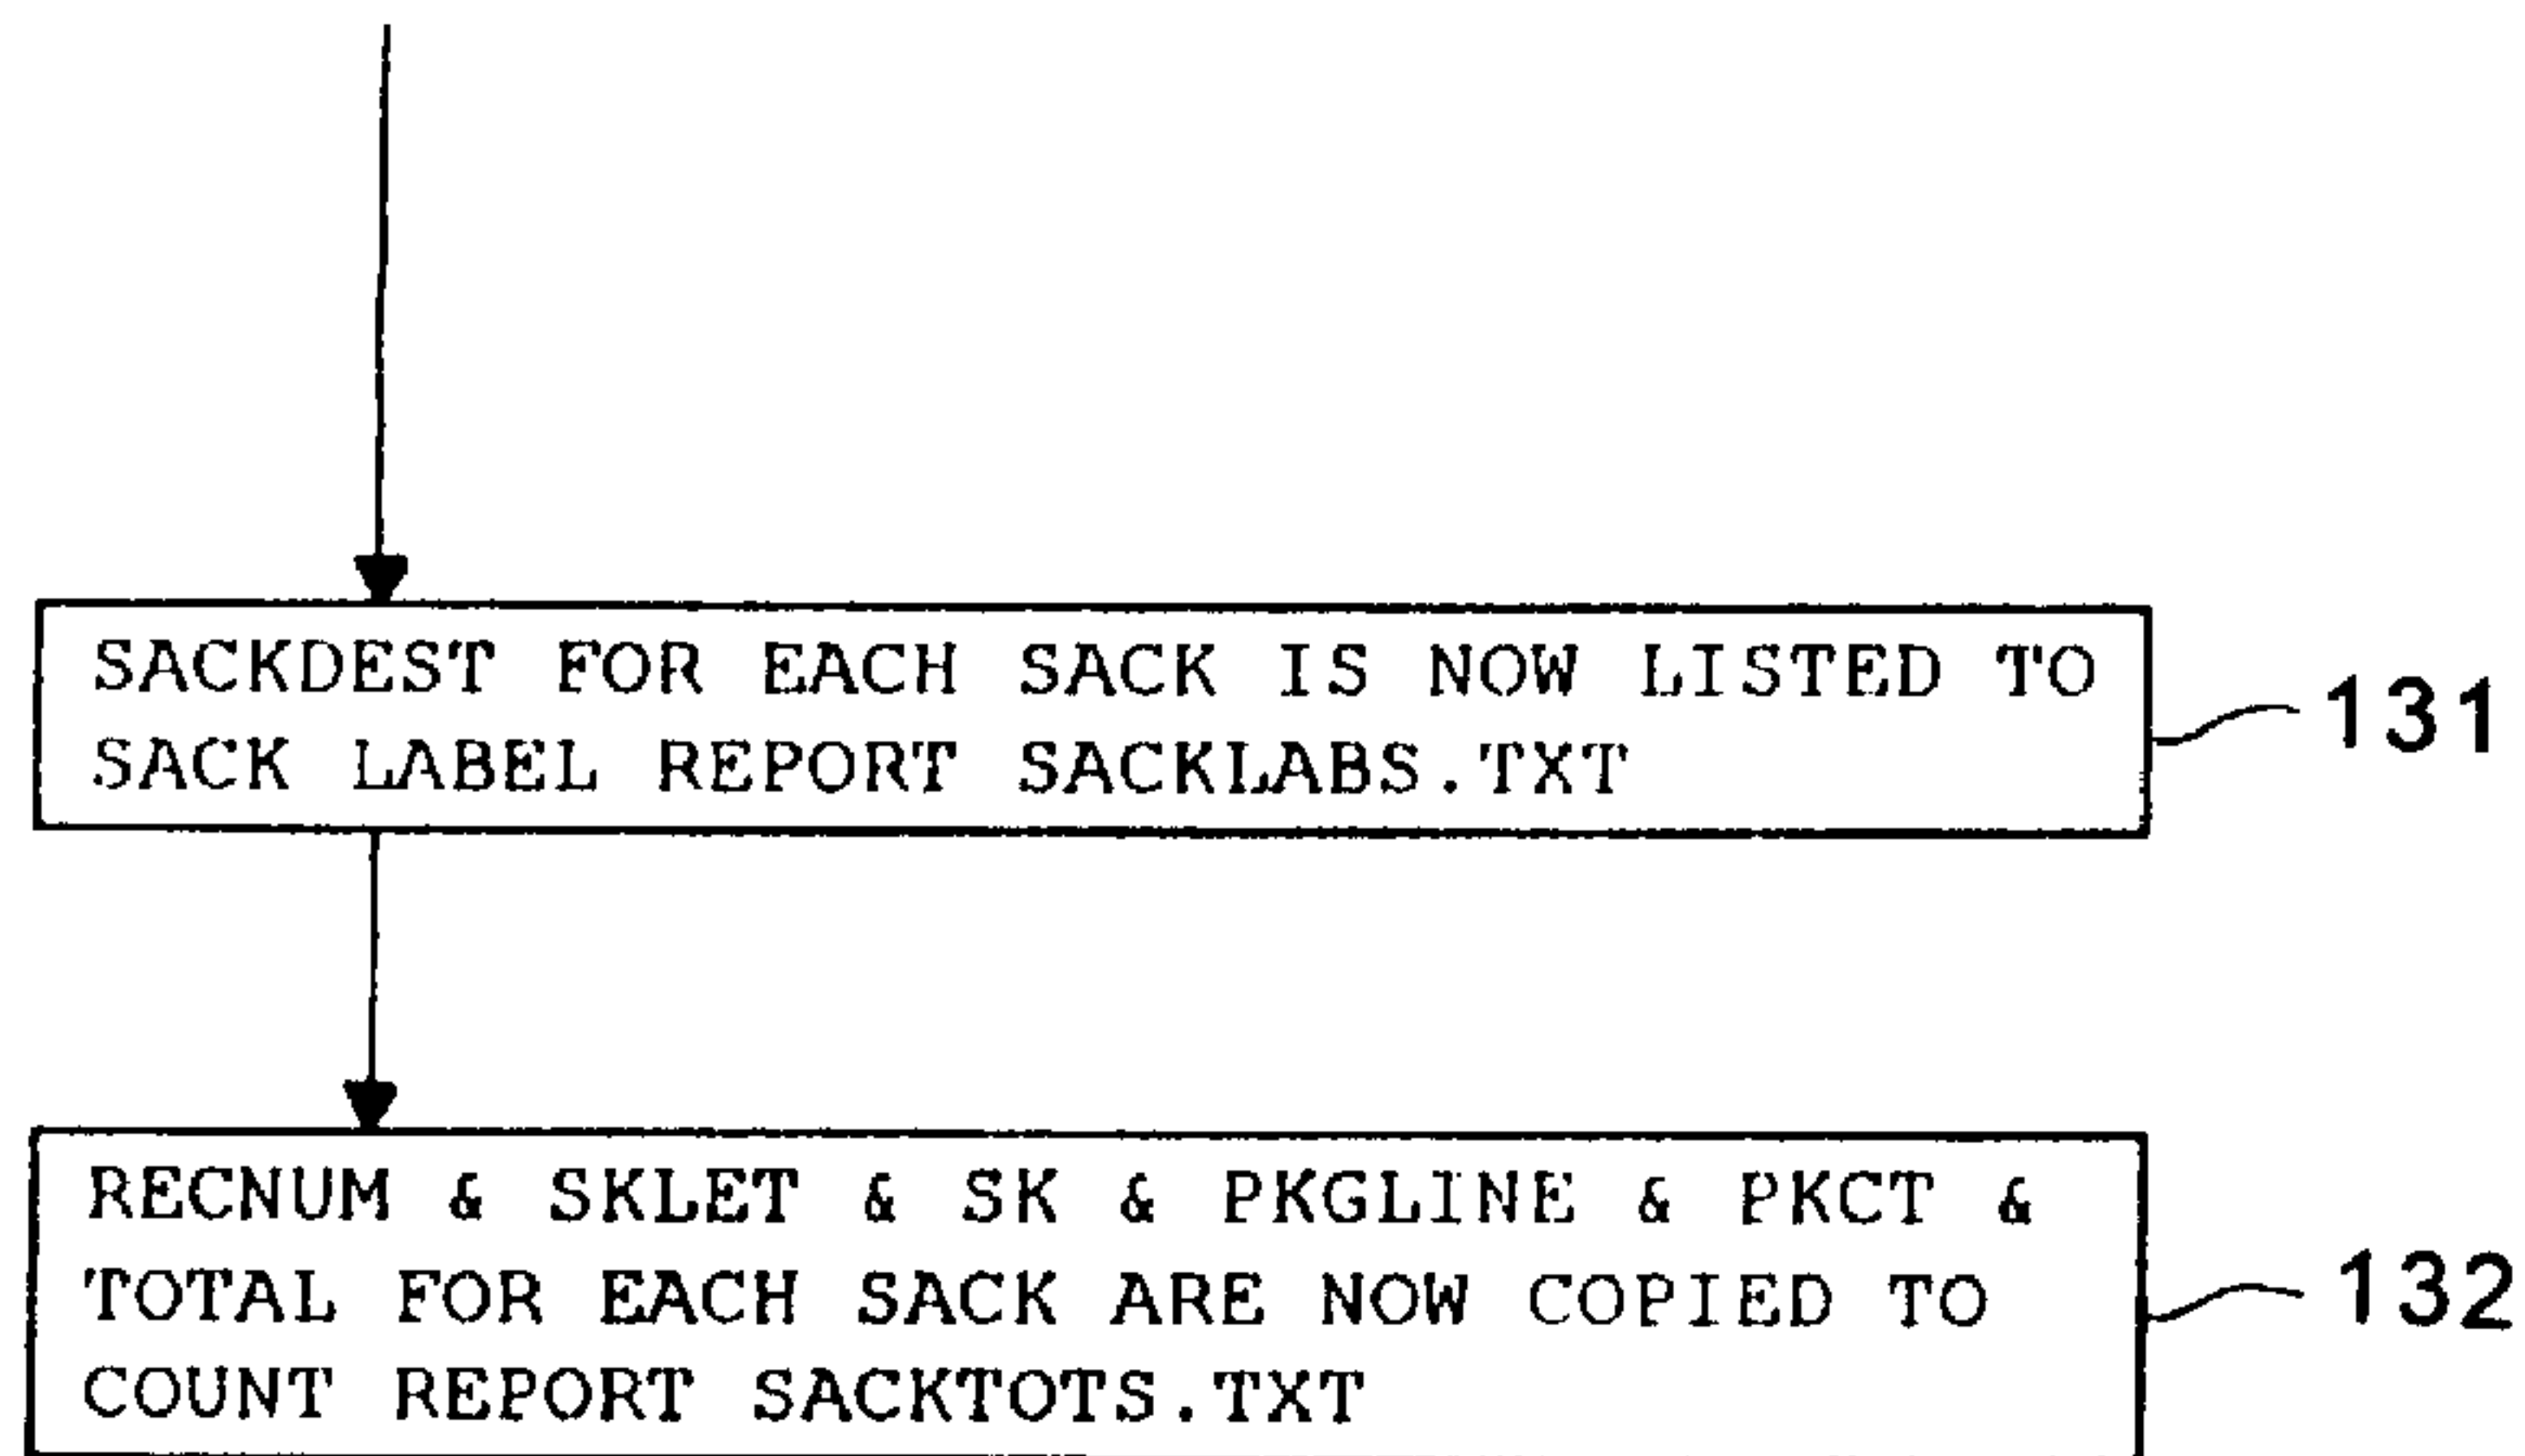 SACKDEST FOR EACH SACK IS NOW LISTED TO
SACK LABEL REPORT SACKLABS.TXT
131
RECNUM & SKLET & SK & PKGLINE & PKCT &
TOTAL FOR EACH SACK ARE NOW COPIED TO
COUNT REPORT SACKTOTS.TXT
132